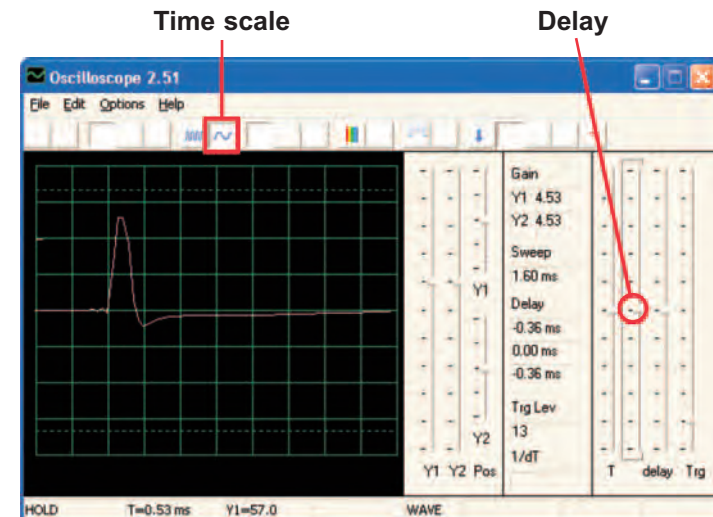 Time scale Delay
Oscilloscope 2.51
File Edit Options Help
Gain
Y1 4.53
Y2 4.53
Sweep
1.60 ms
Y1
Delay
-0.36 ms
0.00 ms
-0.36 ms
Trg Lev
13
Y2
1/dT
Y1 Y2 Pos
T delay Trg
HOLD T=0.53 ms Y1=57.0 WAVE